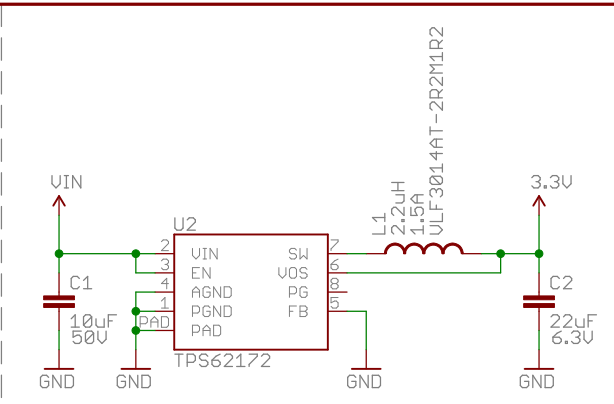 VIN
U2
L1
2.2uH
1.5A
VLF3014AT-2R2M1R2
3.3V
2 VIN SW 7
3 EN VOS 6
4 AGND PG 8
1 PGND FB 5
PAD PAD
TPS62172
C1
10uF
50V
C2
22uF
6.3V
GND GND GND GND